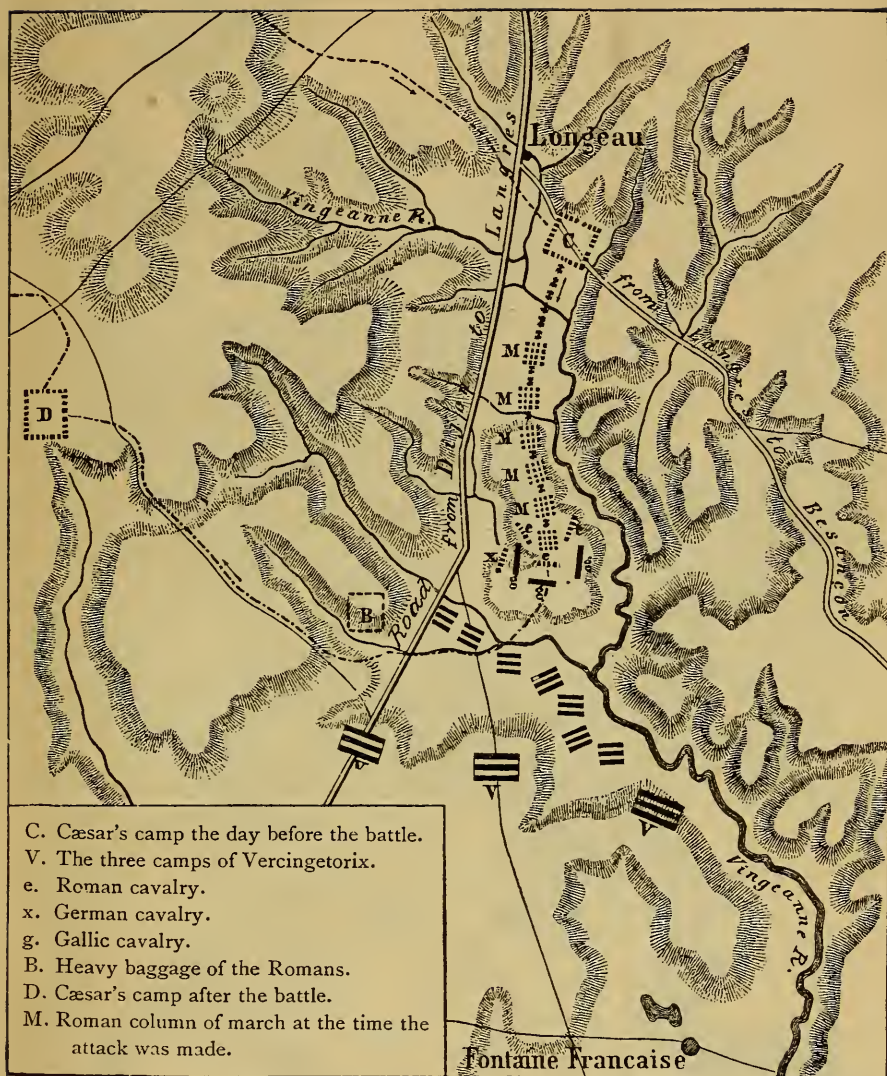 Longeau
Vingeanne R.
Road from Dijon to Langres
C
from Langres to Besancon
M
M
M
M
M
e
e
x
e
g
g
g
D
B
V
V
V
Vingeanne R.
Fontaine Francaise
C. Cæsar's camp the day before the battle.
V. The three camps of Vercingetorix.
e. Roman cavalry.
x. German cavalry.
g. Gallic cavalry.
B. Heavy baggage of the Romans.
D. Cæsar's camp after the battle.
M. Roman column of march at the time the
attack was made.